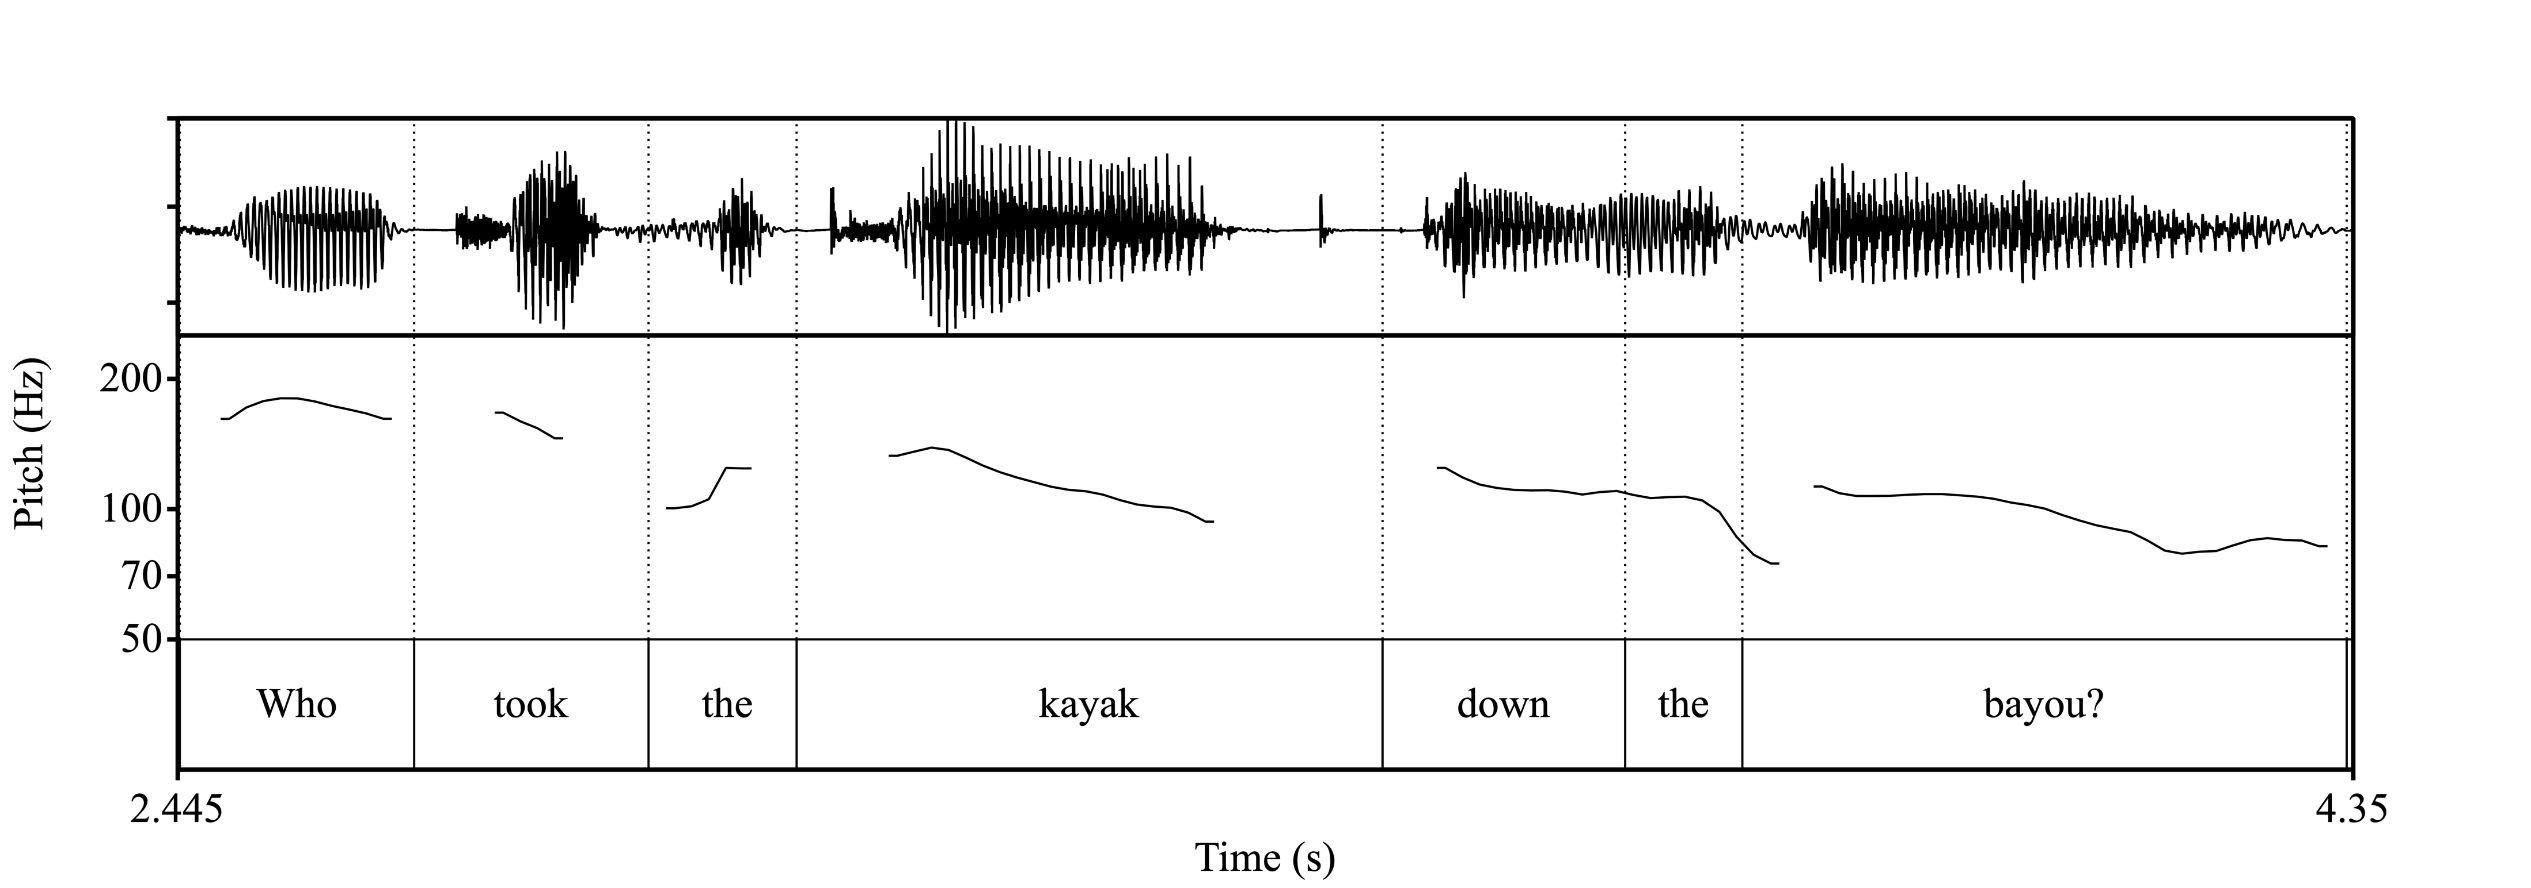 Pitch (Hz)
200
100
70
50
Who took the kayak down the bayou?
2.445 4.35
Time (s)